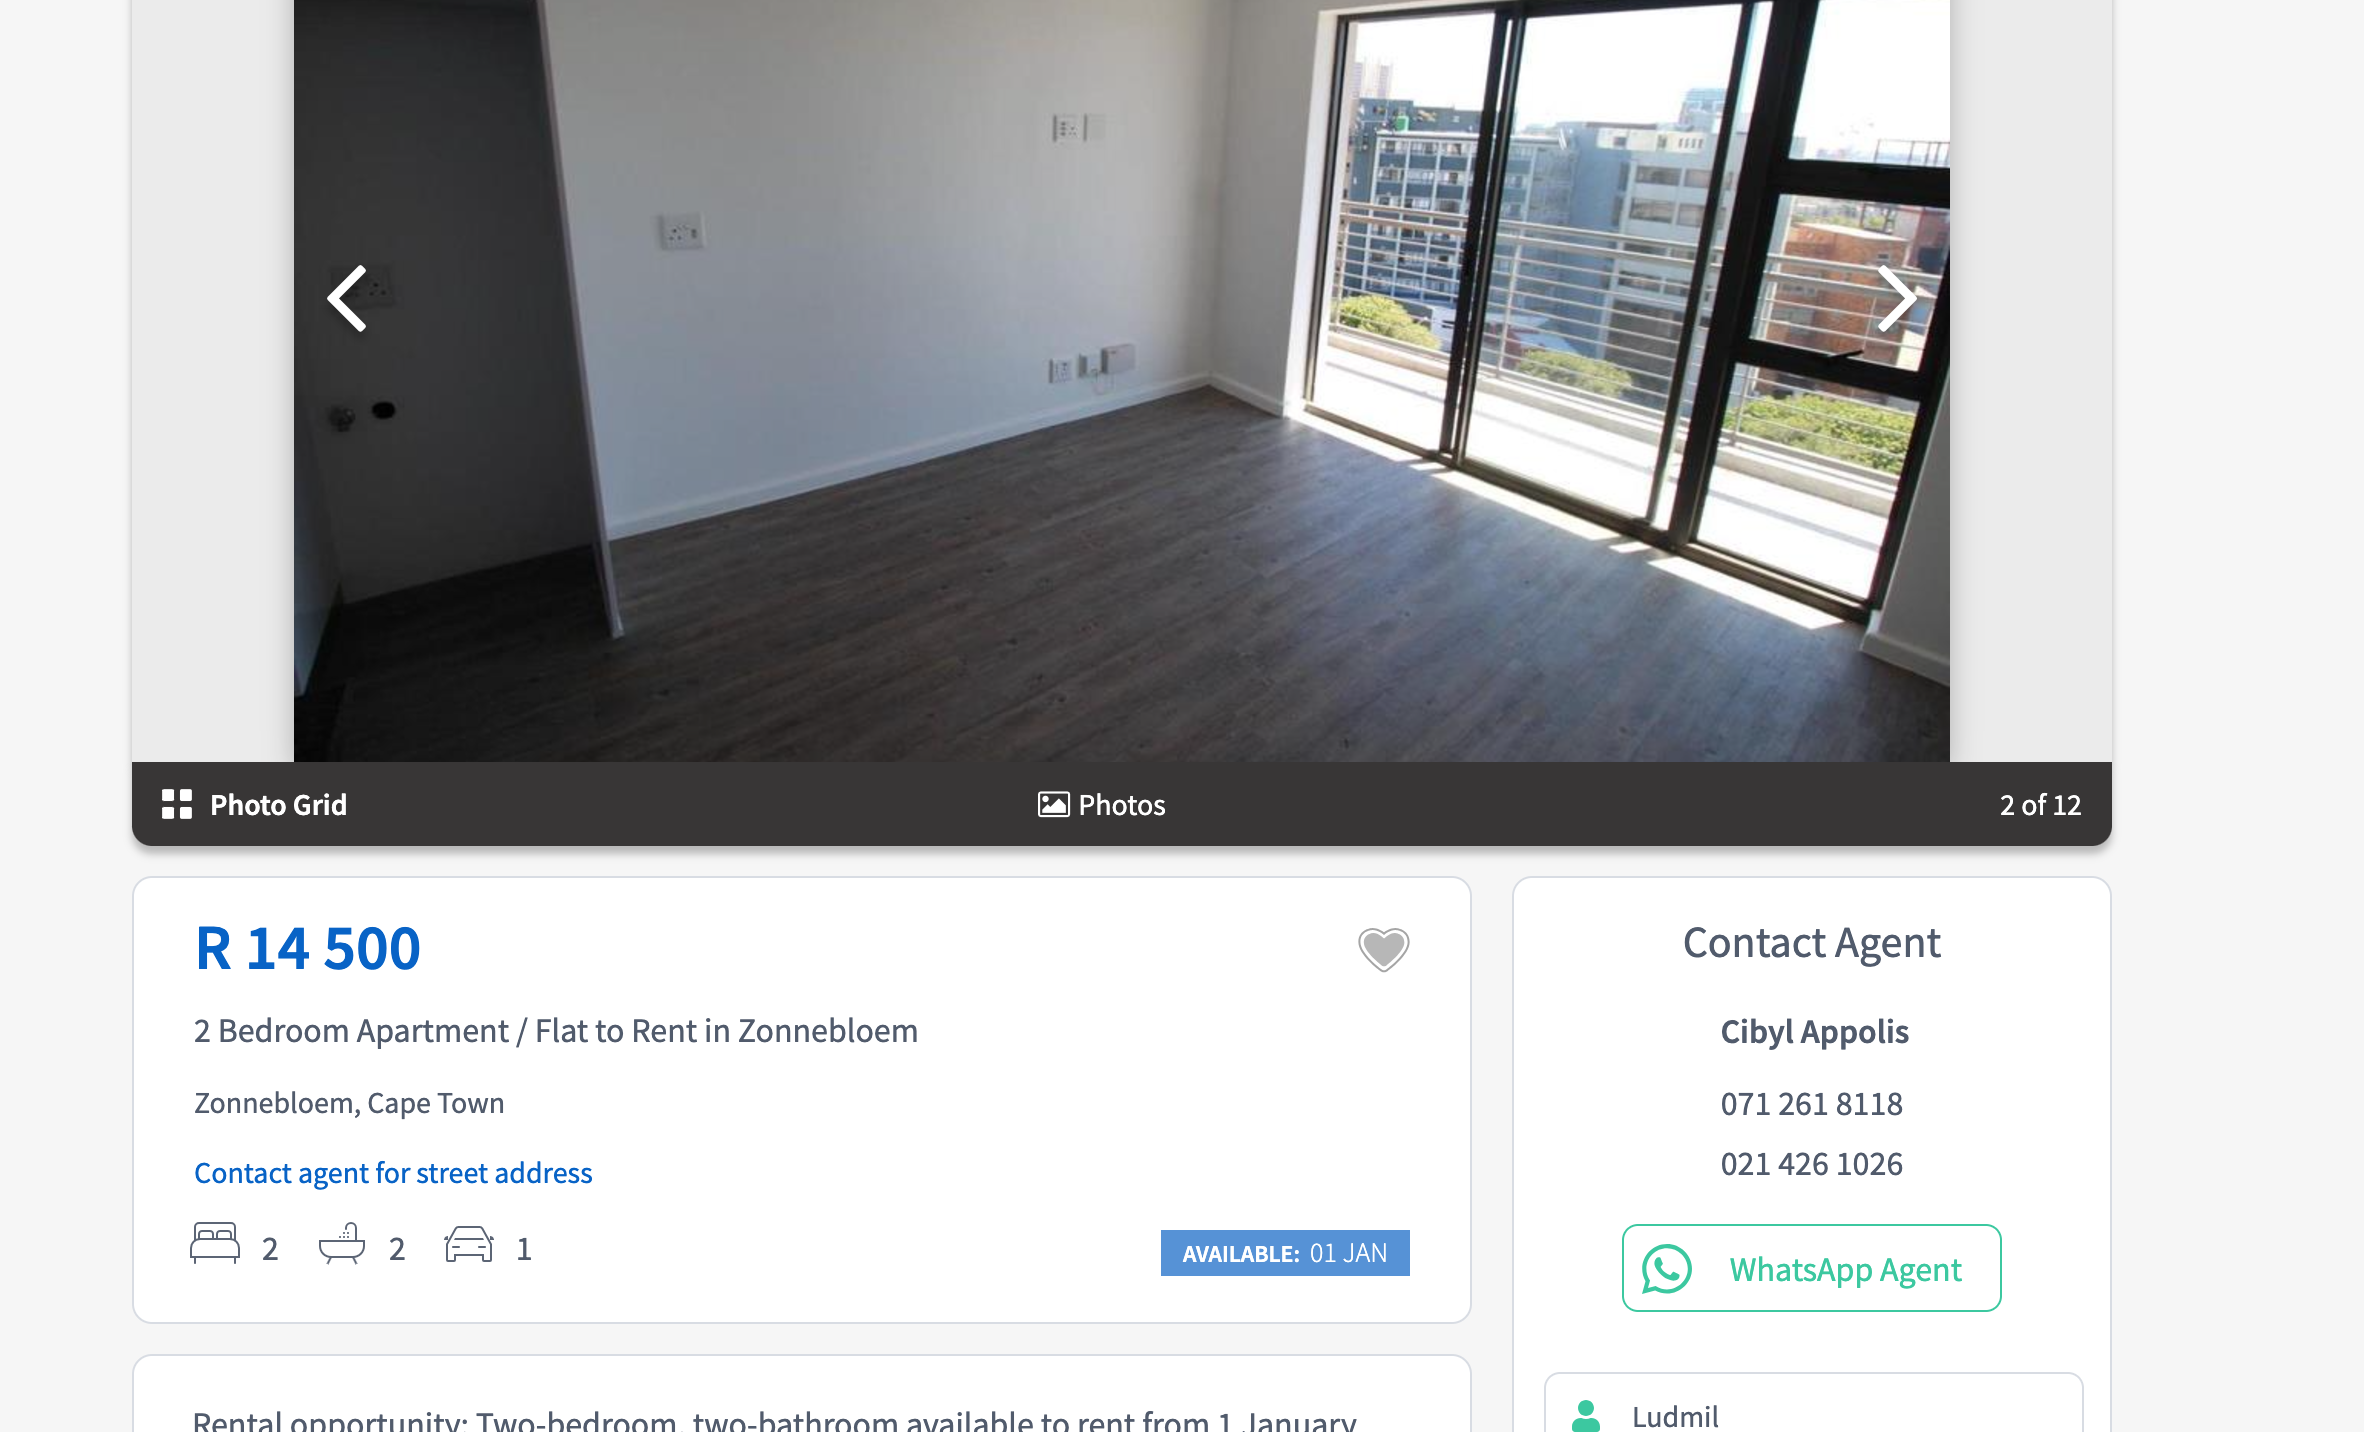 Photo Grid
Photos
2 of 12
R 14 500
2 Bedroom Apartment / Flat to Rent in Zonnebloem
Zonnebloem, Cape Town
Contact agent for street address
2 2 1
AVAILABLE: 01 JAN
Rental opportunity: Two-bedroom, two-bathroom available to rent from 1 January
Contact Agent
Cibyl Appolis
071 261 8118
021 426 1026
WhatsApp Agent
Ludmil